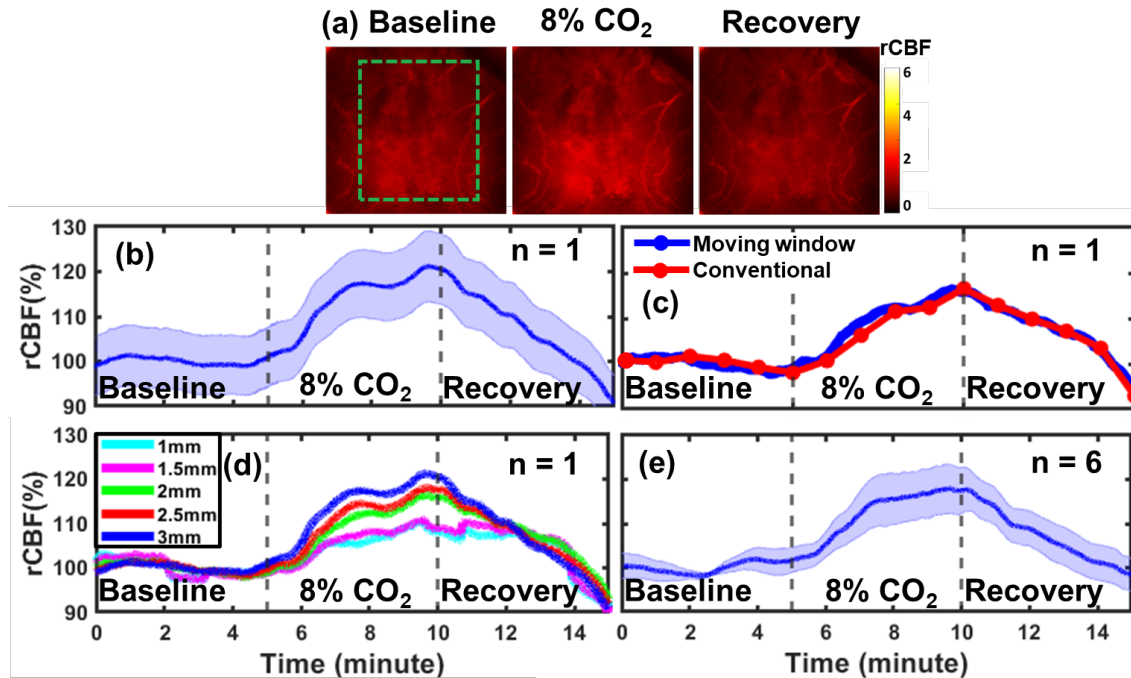 (a) Baseline 8% CO₂ Recovery
rCBF
6
4
2
0
130
120
110
100
90
rCBF(%)
(b)
n = 1
Baseline 8% CO₂ Recovery
Moving window
Conventional
n = 1
(c)
Baseline 8% CO₂ Recovery
130
120
110
100
90
rCBF(%)
1mm
1.5mm
2mm
2.5mm
3mm
(d)
n = 1
Baseline 8% CO₂ Recovery
0 2 4 6 8 10 12 14
Time (minute)
(e)
n = 6
Baseline 8% CO₂ Recovery
0 2 4 6 8 10 12 14
Time (minute)